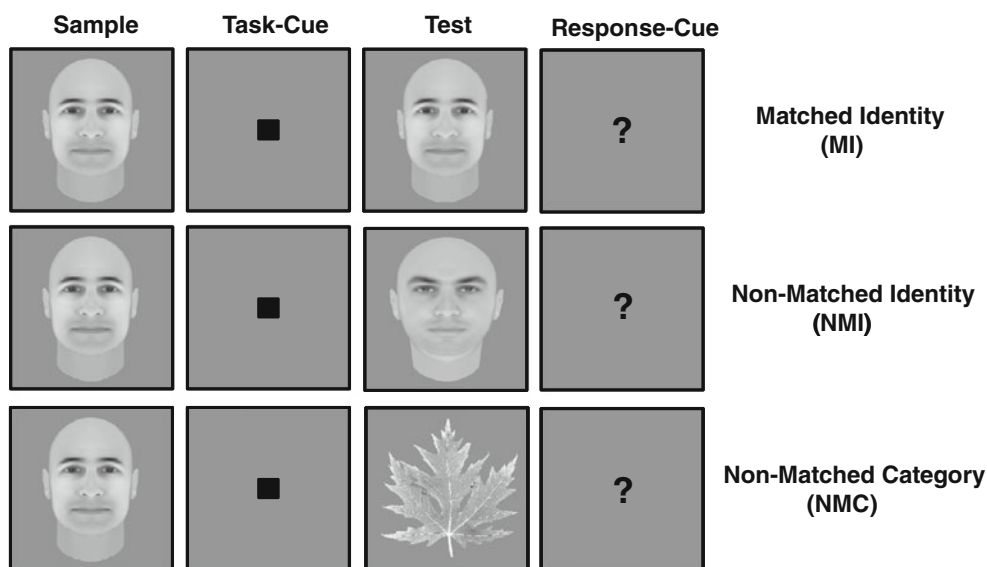 Sample Task-Cue Test Response-Cue
? Matched Identity
(MI)
? Non-Matched Identity
(NMI)
? Non-Matched Category
(NMC)